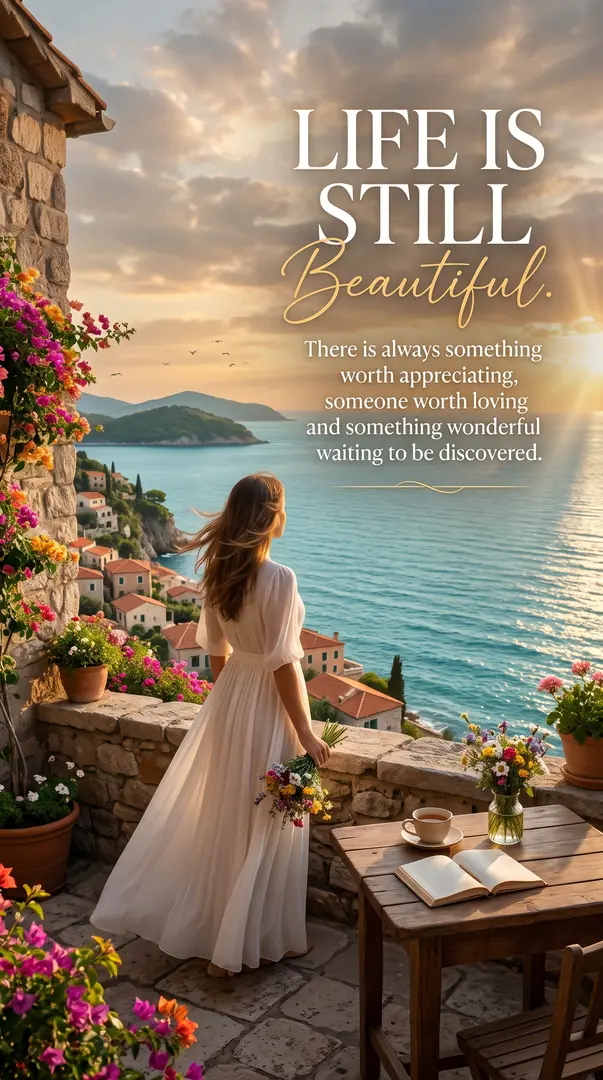 LIFE IS
STILL
Beautiful.
There is always something
worth appreciating,
someone worth loving
and something wonderful
waiting to be discovered.